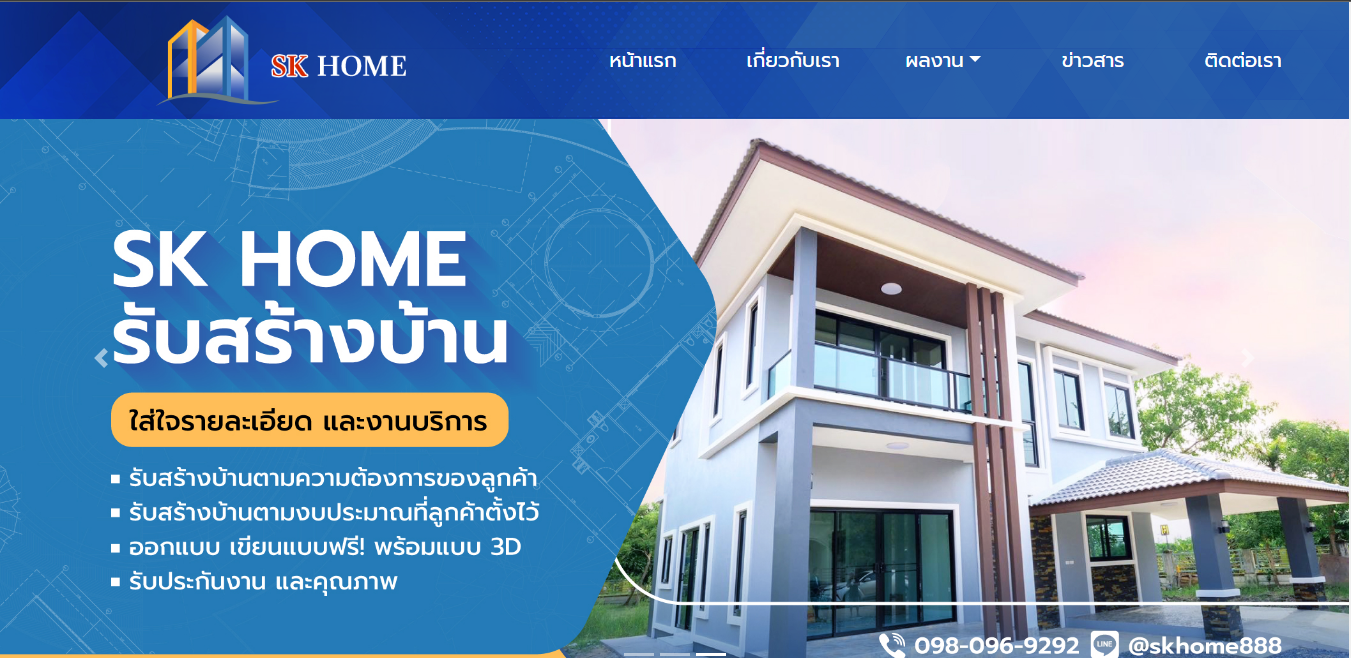 SK HOME
หน้าแรก
เกี่ยวกับเรา
ผลงาน
ข่าวสาร
ติดต่อเรา
SK HOME
รับสร้างบ้าน
ใส่ใจรายละเอียด และงานบริการ
รับสร้างบ้านตามความต้องการของลูกค้า
รับสร้างบ้านตามงบประมาณที่ลูกค้าตั้งไว้
ออกแบบ เขียนแบบฟรี! พร้อมแบบ 3D
รับประกันงาน และคุณภาพ
098-096-9292 LINE @skhome888